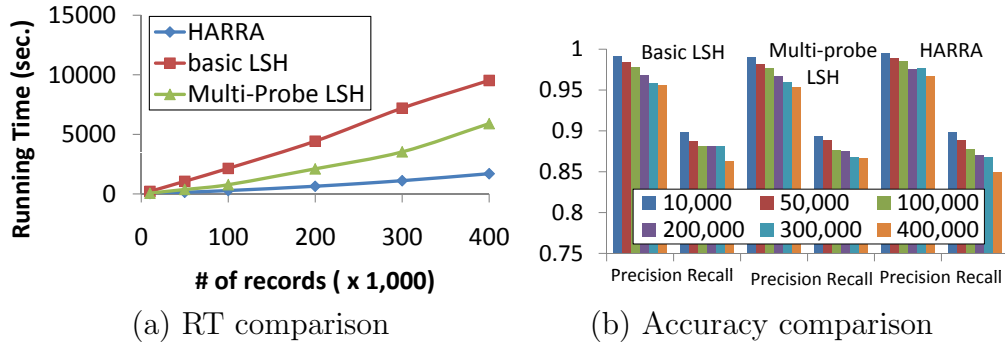 15000
10000
5000
0
Running Time (sec.)
HARRA
basic LSH
Multi-Probe LSH
0 100 200 300 400
# of records ( x 1,000)
(a) RT comparison
1
0.95
0.9
0.85
0.8
0.75
Basic LSH
Multi-probe
LSH
HARRA
10,000 50,000 100,000
200,000 300,000 400,000
Precision Recall Precision Recall Precision Recall
(b) Accuracy comparison